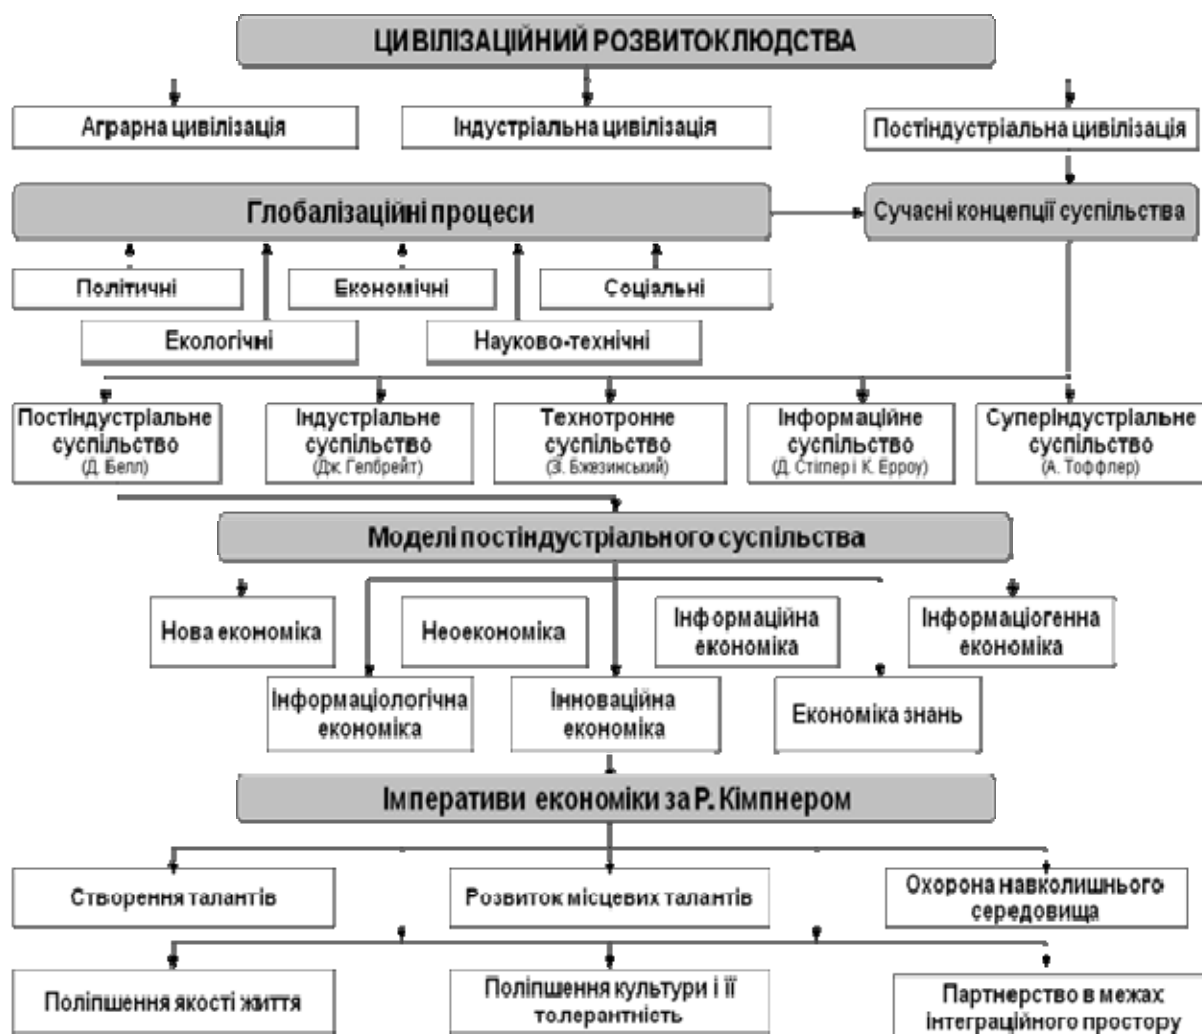 ЦИВІЛІЗАЦІЙНИЙ РОЗВИТОК ЛЮДСТВА
Аграрна цивілізація
Індустріальна цивілізація
Постіндустріальна цивілізація
Глобалізаційні процеси
Сучасні концепції суспільства
Політичні
Економічні
Соціальні
Екологічні
Науково-технічні
Постіндустріальне
суспільство
(Д. Белл)
Індустріальне
суспільство
(Дж. Гелбрейт)
Технотронне
суспільство
(З. Бжезинський)
Інформаційне
суспільство
(Д. Стіглер і К. Ерроу)
Суперіндустріальне
суспільство
(А. Тоффлер)
Моделі постіндустріального суспільства
Нова економіка
Неоекономіка
Інформаційна
економіка
Інформаціогенна
економіка
Інформаціологічна
економіка
Інноваційна
економіка
Економіка знань
Імперативи економіки за Р. Кімпнером
Створення талантів
Розвиток місцевих талантів
Охорона навколишнього
середовища
Поліпшення якості життя
Поліпшення культури і її
толерантність
Партнерство в межах
інтеграційного простору